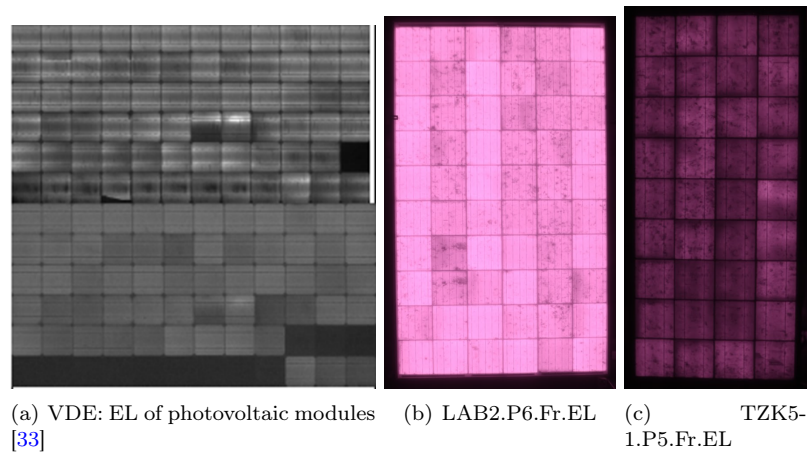 (a) VDE: EL of photovoltaic modules
[33]
(b) LAB2.P6.Fr.EL
(c) TZK5-
1.P5.Fr.EL